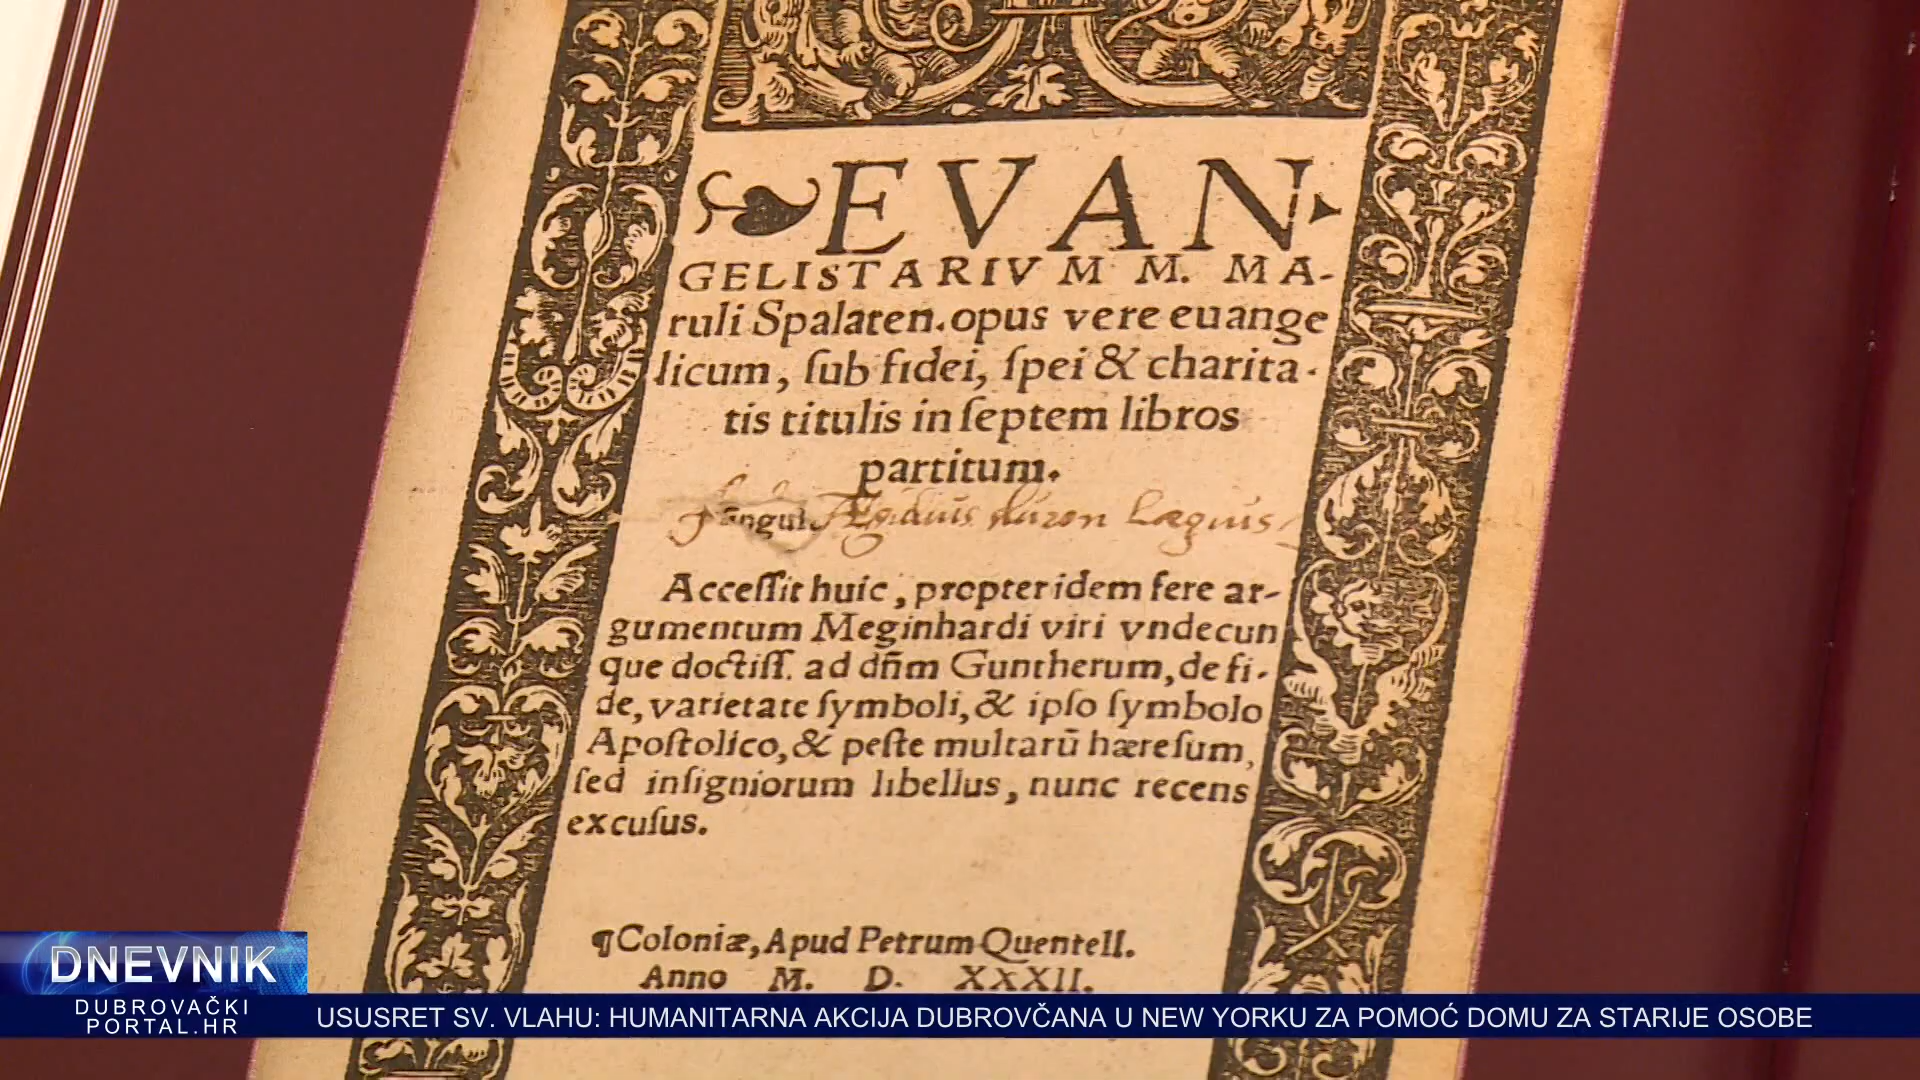 EVAN
GELISTARIVM M. MA-
ruli Spalaten. opus vere euange
licum, ſub fidei, ſpei & charita-
tis titulis in ſeptem libros
partitum.
Acceſſit huic, propter idem fere ar-
gumentum Meginhardi viri vndecun
que doctiſſ. ad dñm Guntherum, de fi-
de, varietate ſymboli, & ipſo ſymbolo
Apoſtolico, & peſte multarũ hæreſum,
ſed inſigniorum libellus, nunc recens
excuſus.
¶Coloniæ, Apud Petrum Quentell.
Anno M. D. XXXII.
DNEVNIK
DUBROVAČKI
PORTAL.HR
USUSRET SV. VLAHU: HUMANITARNA AKCIJA DUBROVČANA U NEW YORKU ZA POMOĆ DOMU ZA STARIJE OSOBE